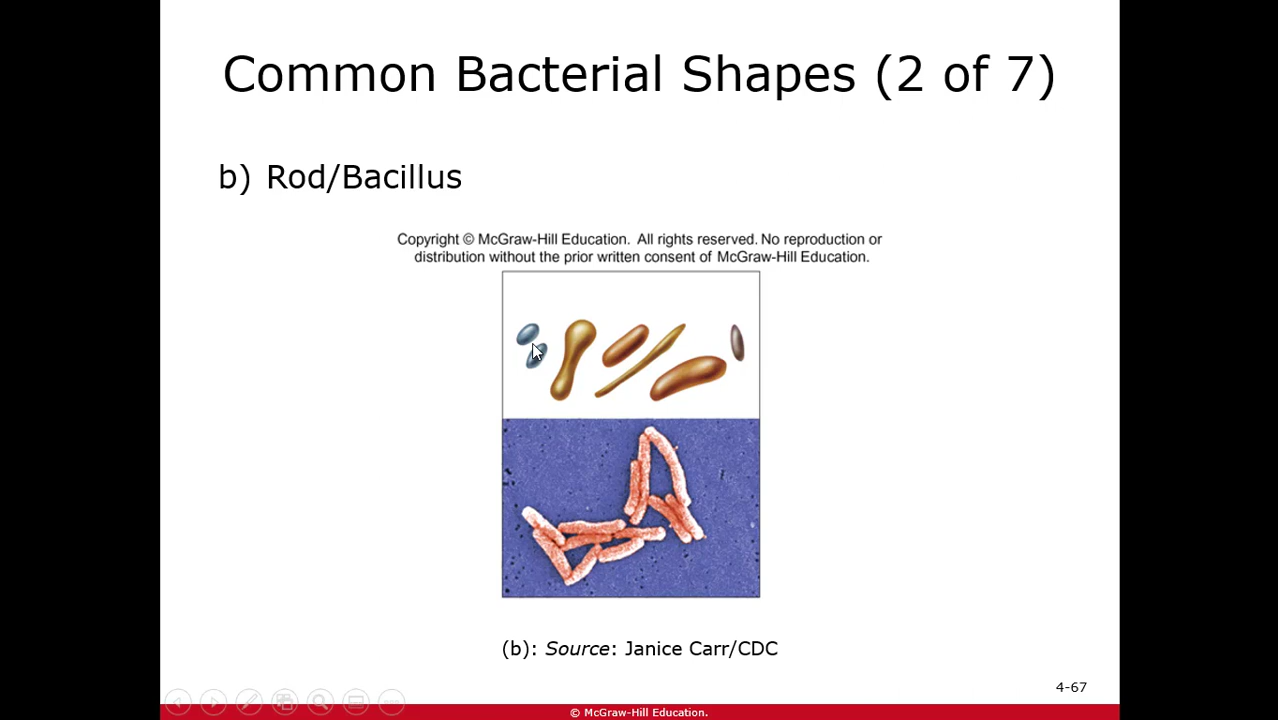 Common Bacterial Shapes (2 of 7)
b) Rod/Bacillus
Copyright © McGraw-Hill Education. All rights reserved. No reproduction or
distribution without the prior written consent of McGraw-Hill Education.
(b): Source: Janice Carr/CDC
4-67
© McGraw-Hill Education.